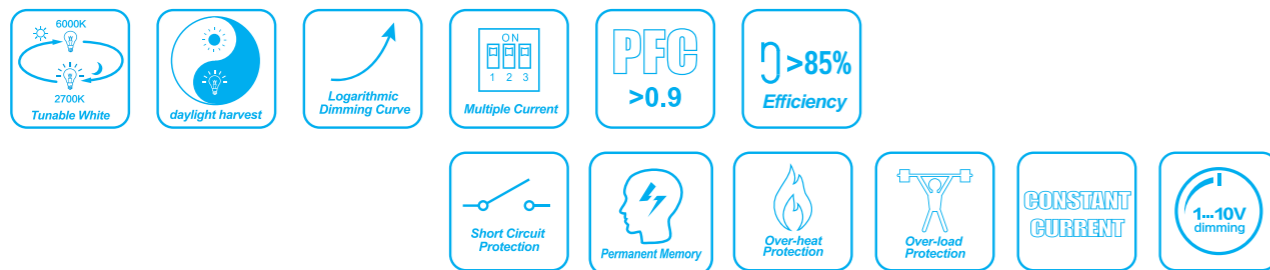 6000K
2700K
Tunable White
daylight harvest
Logarithmic
Dimming Curve
ON
1 2 3
Multiple Current
PFC
>0.9
η>85%
Efficiency
Short Circuit
Protection
Permanent Memory
Over-heat
Protection
Over-load
Protection
CONSTANT
CURRENT
1...10V
dimming